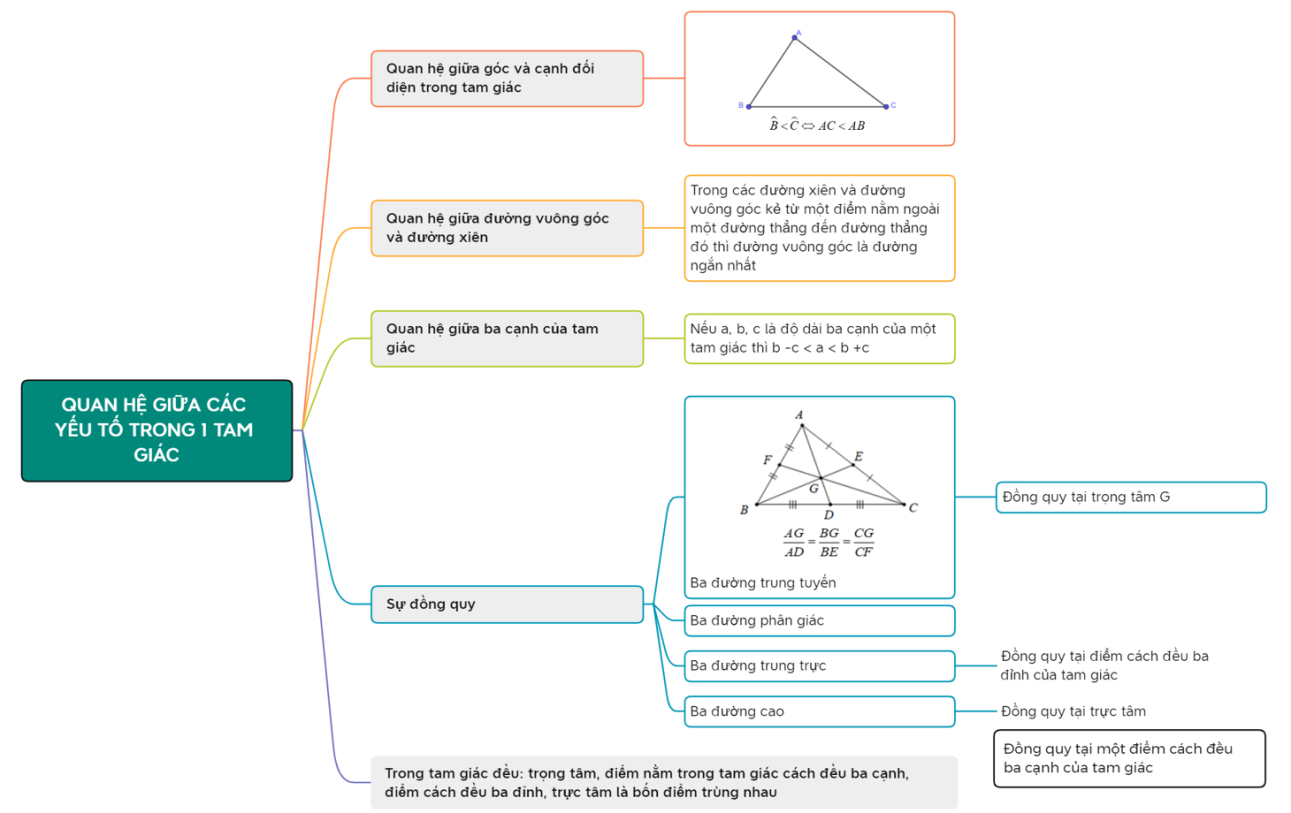 QUAN HỆ GIỮA CÁC
YẾU TỐ TRONG 1 TAM
GIÁC
Quan hệ giữa góc và cạnh đối
diện trong tam giác
A
B
C
B̂ < Ĉ ⇔ AC < AB
Quan hệ giữa đường vuông góc
và đường xiên
Trong các đường xiên và đường
vuông góc kẻ từ một điểm nằm ngoài
một đường thẳng đến đường thẳng
đó thì đường vuông góc là đường
ngắn nhất
Quan hệ giữa ba cạnh của tam
giác
Nếu a, b, c là độ dài ba cạnh của một
tam giác thì b -c < a < b +c
Sự đồng quy
A
F
E
G
B
D
C
AG/AD = BG/BE = CG/CF
Ba đường trung tuyến
Đồng quy tại trọng tâm G
Ba đường phân giác
Ba đường trung trực
Đồng quy tại điểm cách đều ba
đỉnh của tam giác
Ba đường cao
Đồng quy tại trực tâm
Đồng quy tại một điểm cách đều
ba cạnh của tam giác
Trong tam giác đều: trọng tâm, điểm nằm trong tam giác cách đều ba cạnh,
điểm cách đều ba đỉnh, trực tâm là bốn điểm trùng nhau